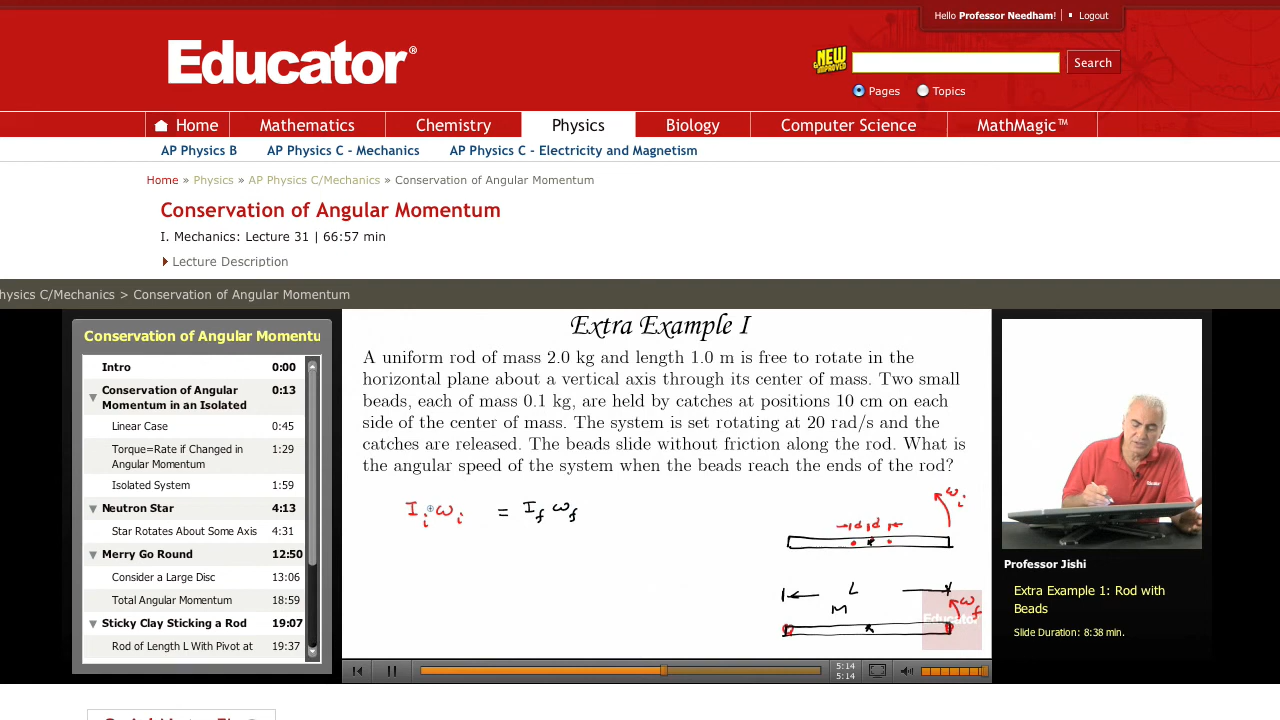 Hello Professor Needham! | Logout
Educator®
NEW
& IMPROVED
Search
Pages Topics
Home Mathematics Chemistry Physics Biology Computer Science MathMagic™
AP Physics B AP Physics C - Mechanics AP Physics C - Electricity and Magnetism
Home » Physics » AP Physics C/Mechanics » Conservation of Angular Momentum
Conservation of Angular Momentum
I. Mechanics: Lecture 31 | 66:57 min
Lecture Description
hysics C/Mechanics > Conservation of Angular Momentum
Conservation of Angular Momentu
Intro 0:00
Conservation of Angular 0:13
Momentum in an Isolated
Linear Case 0:45
Torque=Rate if Changed in 1:29
Angular Momentum
Isolated System 1:59
Neutron Star 4:13
Star Rotates About Some Axis 4:31
Merry Go Round 12:50
Consider a Large Disc 13:06
Total Angular Momentum 18:59
Sticky Clay Sticking a Rod 19:07
Rod of Length L With Pivot at 19:37
Extra Example I
A uniform rod of mass 2.0 kg and length 1.0 m is free to rotate in the
horizontal plane about a vertical axis through its center of mass. Two small
beads, each of mass 0.1 kg, are held by catches at positions 10 cm on each
side of the center of mass. The system is set rotating at 20 rad/s and the
catches are released. The beads slide without friction along the rod. What is
the angular speed of the system when the beads reach the ends of the rod?
I_i ω_i = I_f ω_f
ω_i
d d
L
M
ω_f
Educator
5:14
5:14
Professor Jishi
Extra Example 1: Rod with
Beads
Slide Duration: 8:38 min.